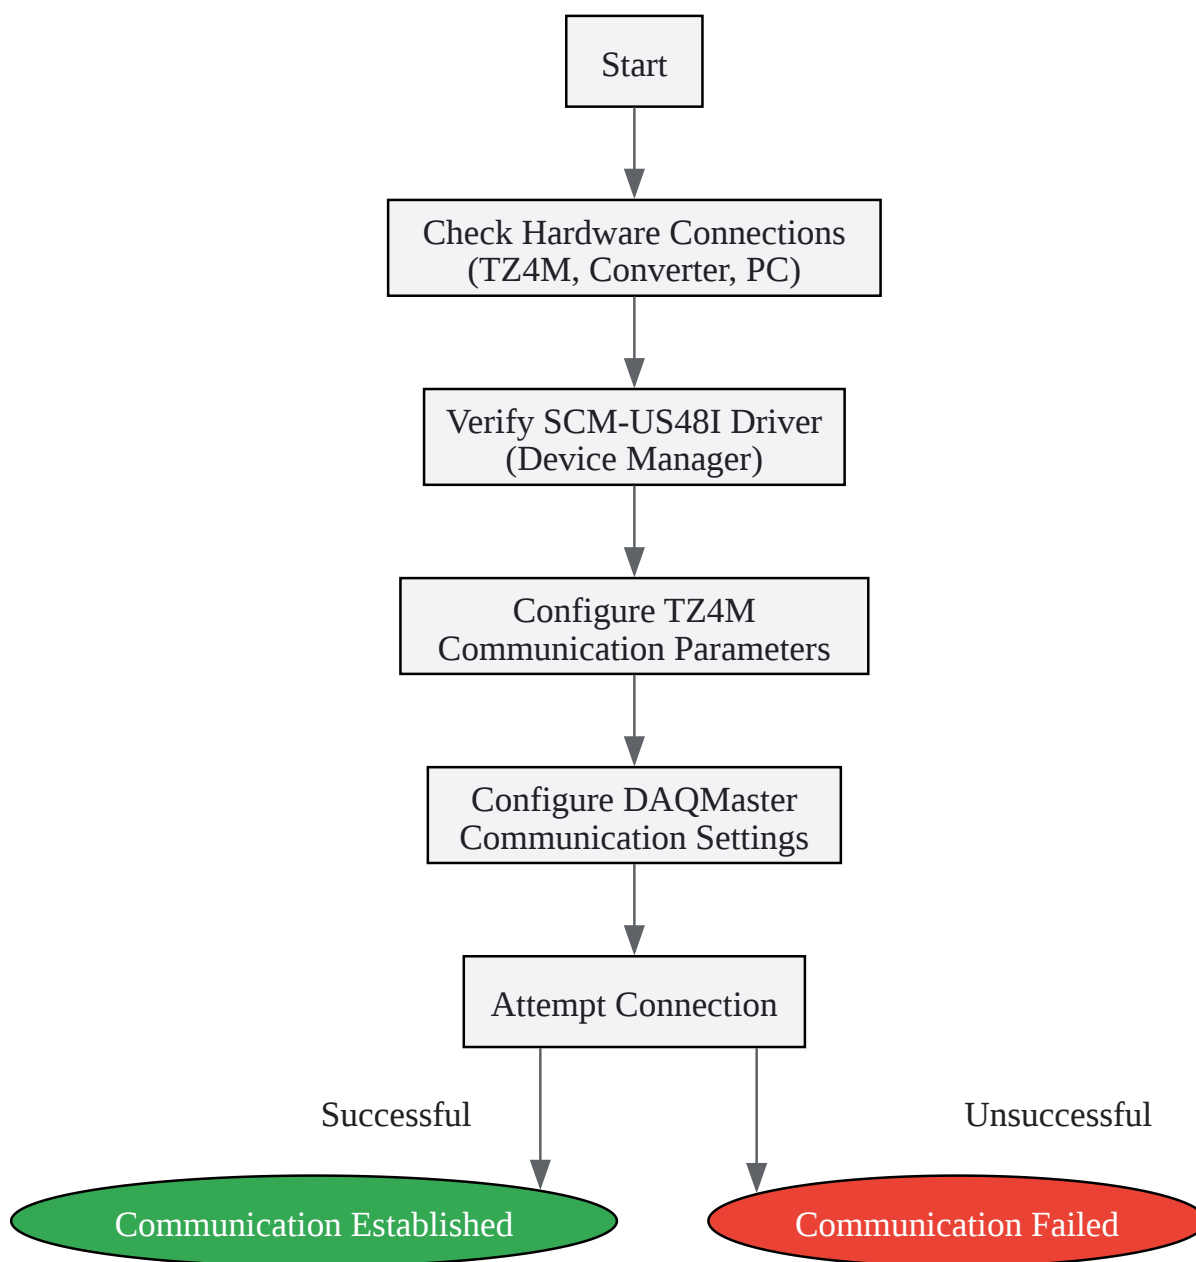 Start
Check Hardware Connections
(TZ4M, Converter, PC)
Verify SCM-US48I Driver
(Device Manager)
Configure TZ4M
Communication Parameters
Configure DAQMaster
Communication Settings
Attempt Connection
Successful
Unsuccessful
Communication Established
Communication Failed